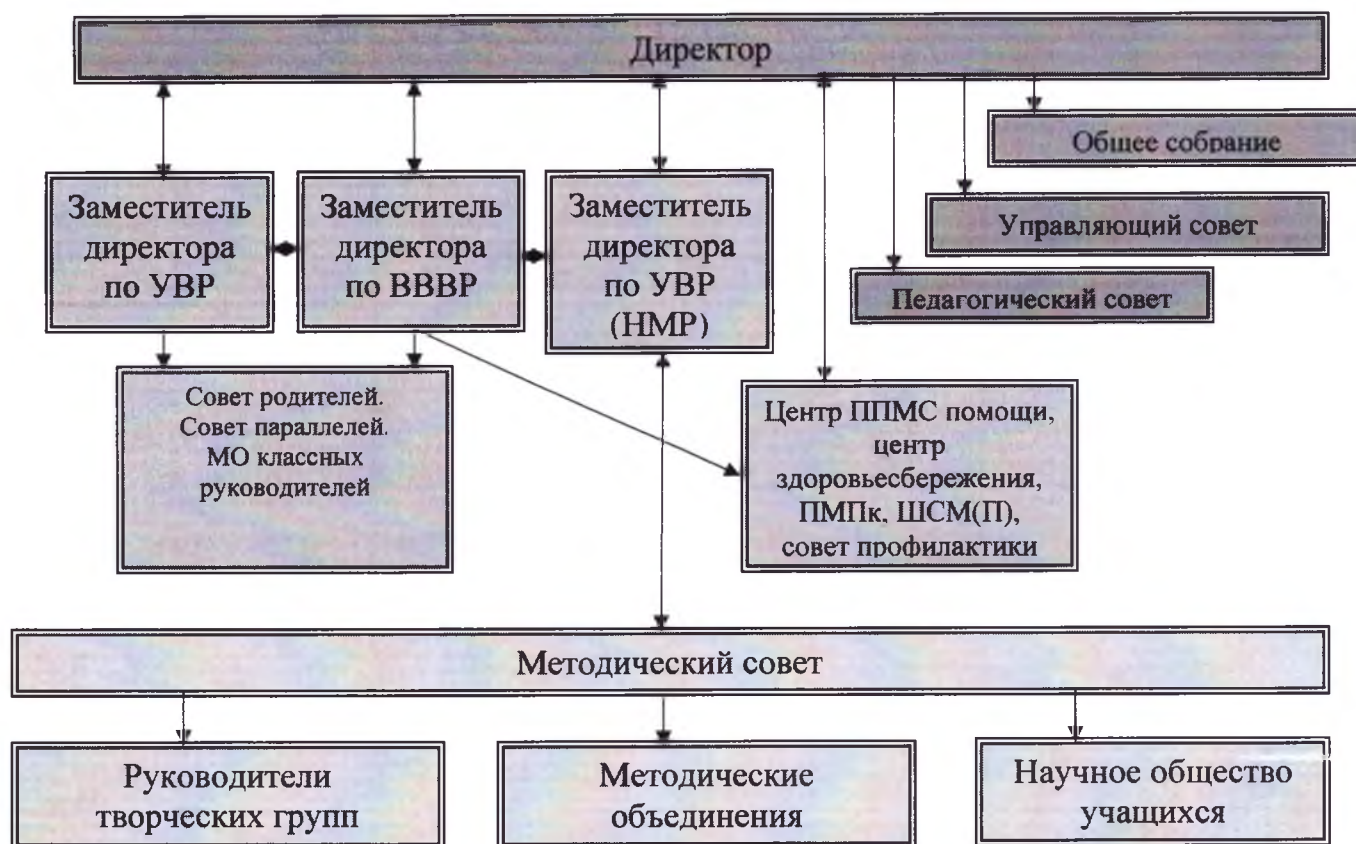 Директор
Общее собрание
Управляющий совет
Педагогический совет
Заместитель
директора
по УВР
Заместитель
директора
по ВВВР
Заместитель
директора
по УВР
(НМР)
Совет родителей.
Совет параллелей.
МО классных
руководителей
Центр ППМС помощи,
центр
здоровьесбережения,
ПМПк, ШСМ(П),
совет профилактики
Методический совет
Руководители
творческих групп
Методические
объединения
Научное общество
учащихся